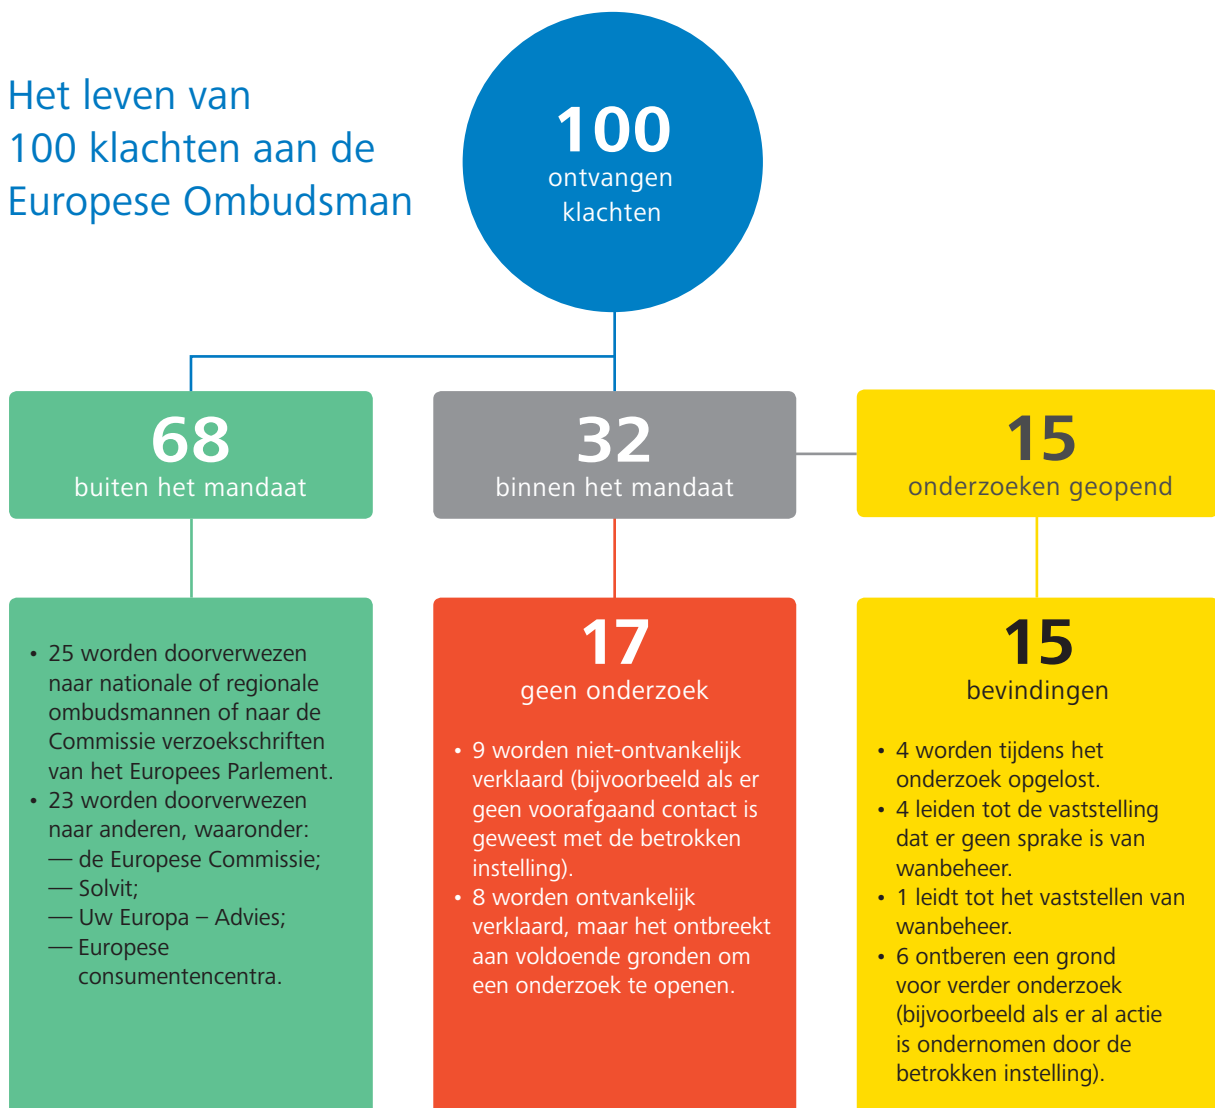 Het leven van
100 klachten aan de
Europese Ombudsman
100
ontvangen
klachten
68
buiten het mandaat
32
binnen het mandaat
15
onderzoeken geopend
• 25 worden doorverwezen
naar nationale of regionale
ombudsmannen of naar de
Commissie verzoekschriften
van het Europees Parlement.
• 23 worden doorverwezen
naar anderen, waaronder:
— de Europese Commissie;
— Solvit;
— Uw Europa – Advies;
— Europese
consumentencentra.
17
geen onderzoek
• 9 worden niet-ontvankelijk
verklaard (bijvoorbeeld als er
geen voorafgaand contact is
geweest met de betrokken
instelling).
• 8 worden ontvankelijk
verklaard, maar het ontbreekt
aan voldoende gronden om
een onderzoek te openen.
15
bevindingen
• 4 worden tijdens het
onderzoek opgelost.
• 4 leiden tot de vaststelling
dat er geen sprake is van
wanbeheer.
• 1 leidt tot het vaststellen van
wanbeheer.
• 6 ontberen een grond
voor verder onderzoek
(bijvoorbeeld als er al actie
is ondernomen door de
betrokken instelling).